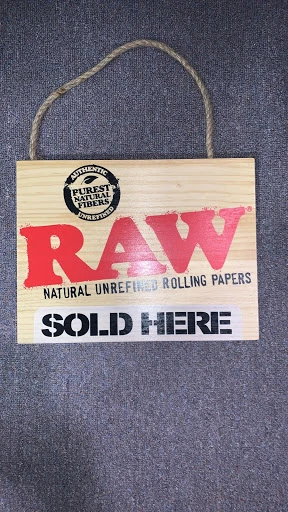 AUTHENTIC
PUREST
NATURAL
FIBERS
UNREFINED
RAW®
NATURAL UNREFINED ROLLING PAPERS
SOLD HERE